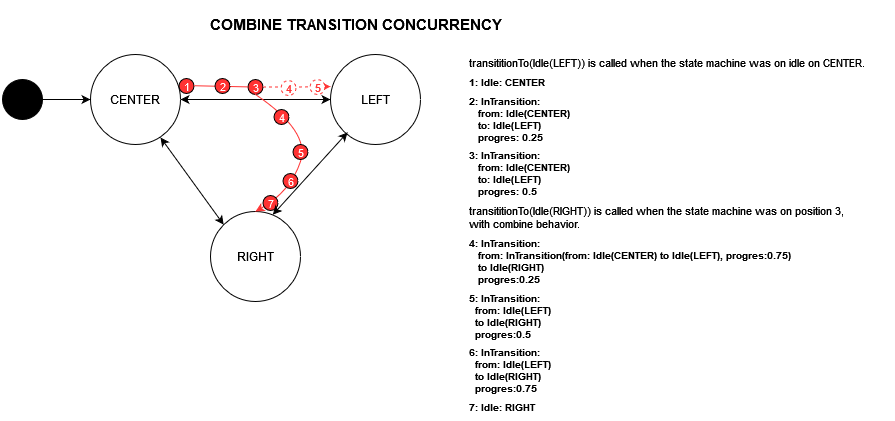 COMBINE TRANSITION CONCURRENCY
CENTER
1
2
3
4
5
LEFT
4
5
6
7
RIGHT
transititionTo(Idle(LEFT)) is called when the state machine was on idle on CENTER.
1: Idle: CENTER
2: InTransition:
from: Idle(CENTER)
to: Idle(LEFT)
progres: 0.25
3: InTransition:
from: Idle(CENTER)
to: Idle(LEFT)
progres: 0.5
transititionTo(Idle(RIGHT)) is called when the state machine was on position 3,
with combine behavior.
4: InTransition:
from: InTransition(from: Idle(CENTER) to Idle(LEFT), progres:0.75)
to Idle(RIGHT)
progres:0.25
5: InTransition:
from: Idle(LEFT)
to Idle(RIGHT)
progres:0.5
6: InTransition:
from: Idle(LEFT)
to Idle(RIGHT)
progres:0.75
7: Idle: RIGHT